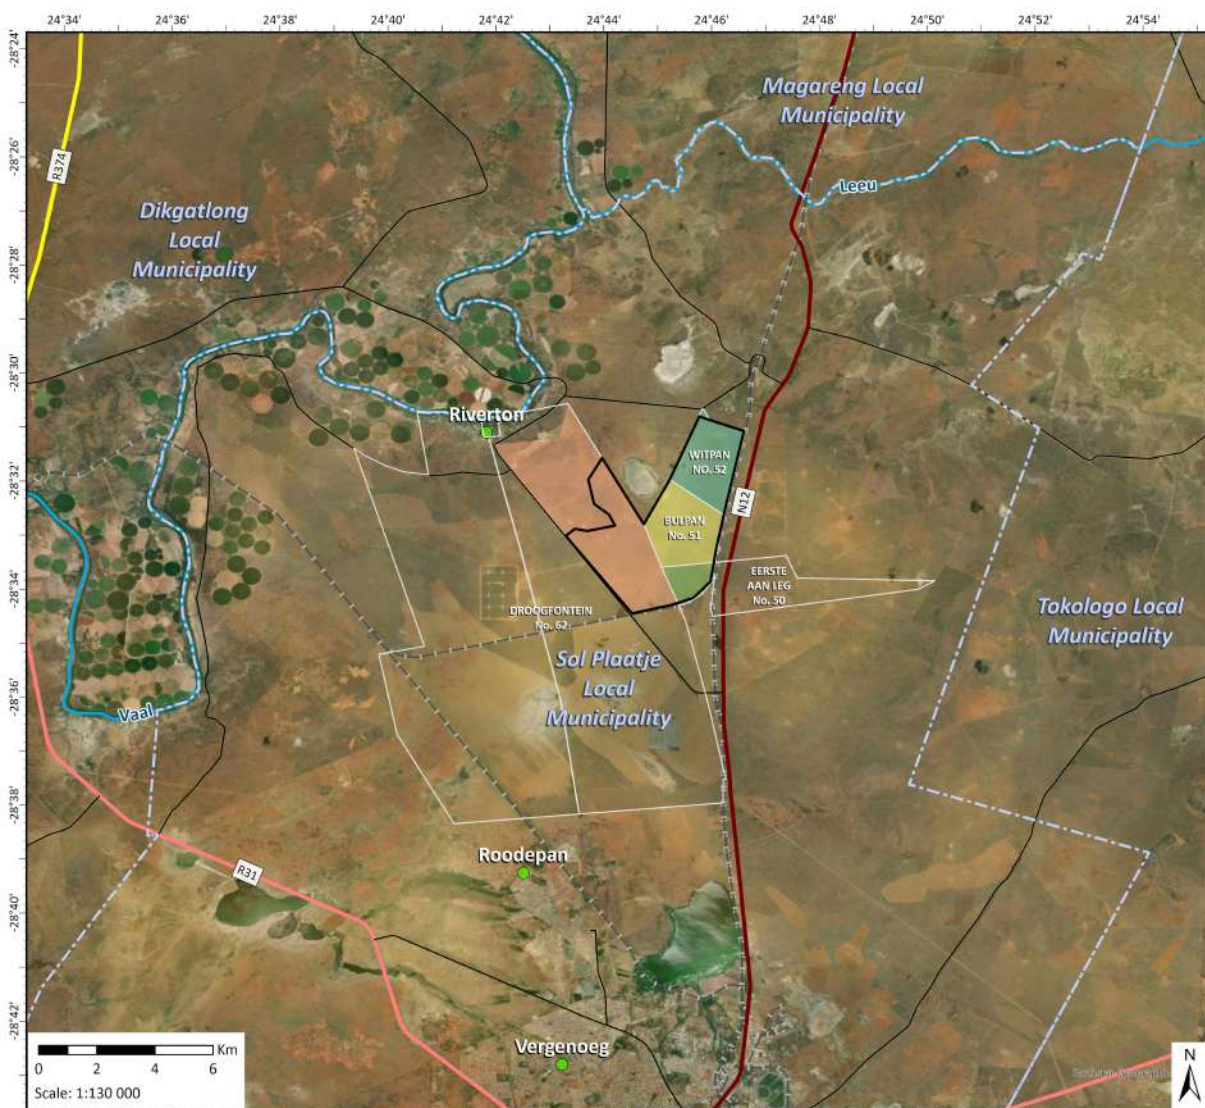 24°34' 24°36' 24°38' 24°40' 24°42' 24°44' 24°46' 24°48' 24°50' 24°52' 24°54'
-28°24'
-28°26'
-28°28'
-28°30'
-28°32'
-28°34'
-28°36'
-28°38'
-28°40'
-28°42'
Magareng Local
Municipality
R374
Leeu
Dikgatlong
Local
Municipality
Riverton
WITPAN
NO. 52
N12
BULPAN
No. 51
EERSTE
AAN LEG
No. 50
DROOGFONTEIN
No. 62
Tokologo Local
Municipality
Sol Plaatje
Local
Municipality
Vaal
Roodepan
R31
Vergenoeg
Km
0 2 4 6
Scale: 1:130 000
N